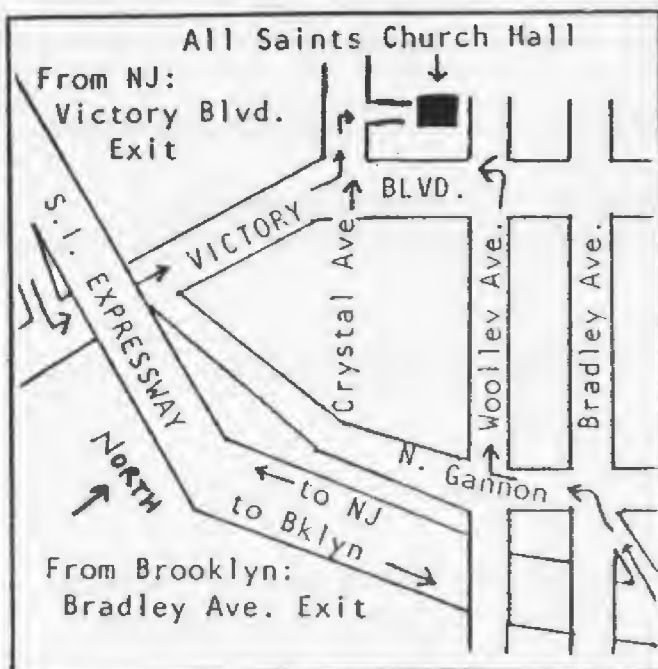 All Saints Church Hall
From NJ:
Victory Blvd.
Exit
S.I. EXPRESSWAY
VICTORY
BLVD.
Crystal Ave
Woolley Ave.
Bradley Ave.
N. Gannon
NORTH
to NJ
to Bklyn
From Brooklyn:
Bradley Ave. Exit